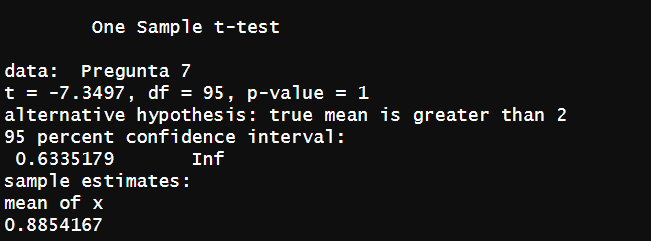 One Sample t-test
data:  Pregunta 7
t = -7.3497, df = 95, p-value = 1
alternative hypothesis: true mean is greater than 2
95 percent confidence interval:
 0.6335179       Inf
sample estimates:
mean of x
0.8854167